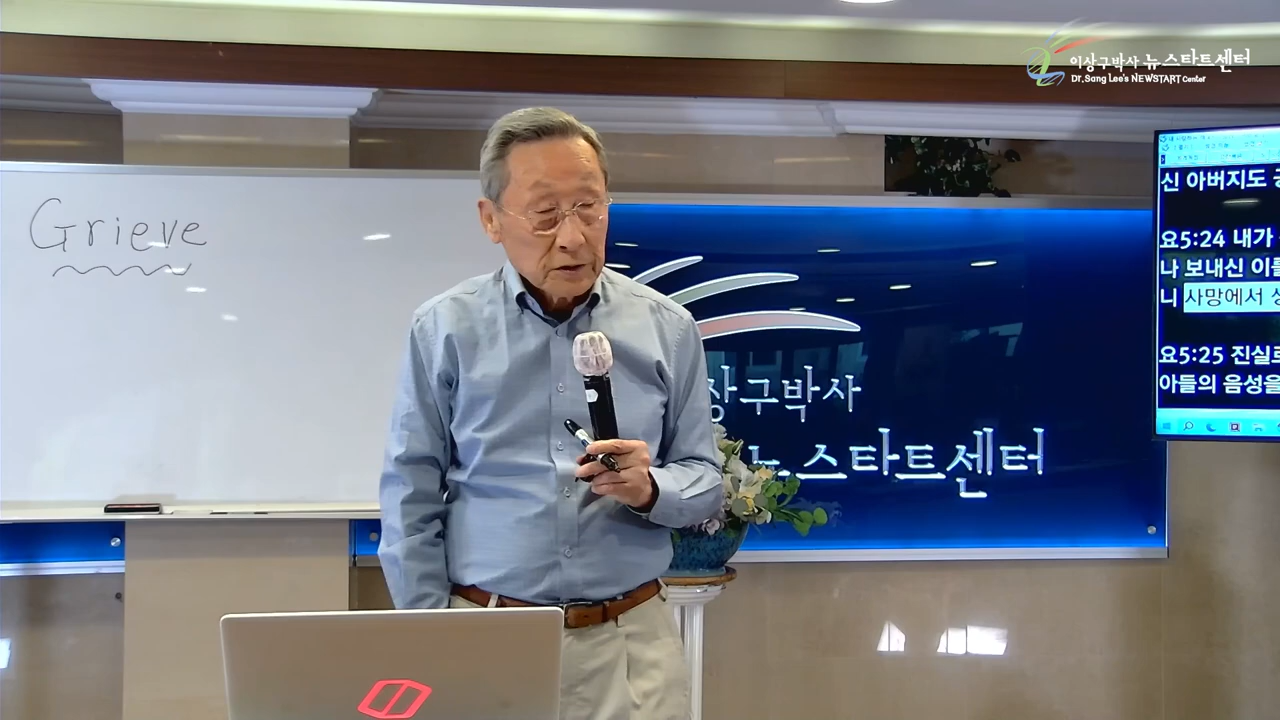 이상구박사 뉴스타트센터
Dr. Sang Lee's NEWSTART Center
Grieve
신 아버지도
요5:24 내가
나 보내신 이를
니 사망에서
요5:25 진실로
아들의 음성을
상구박사
뉴스타트센터